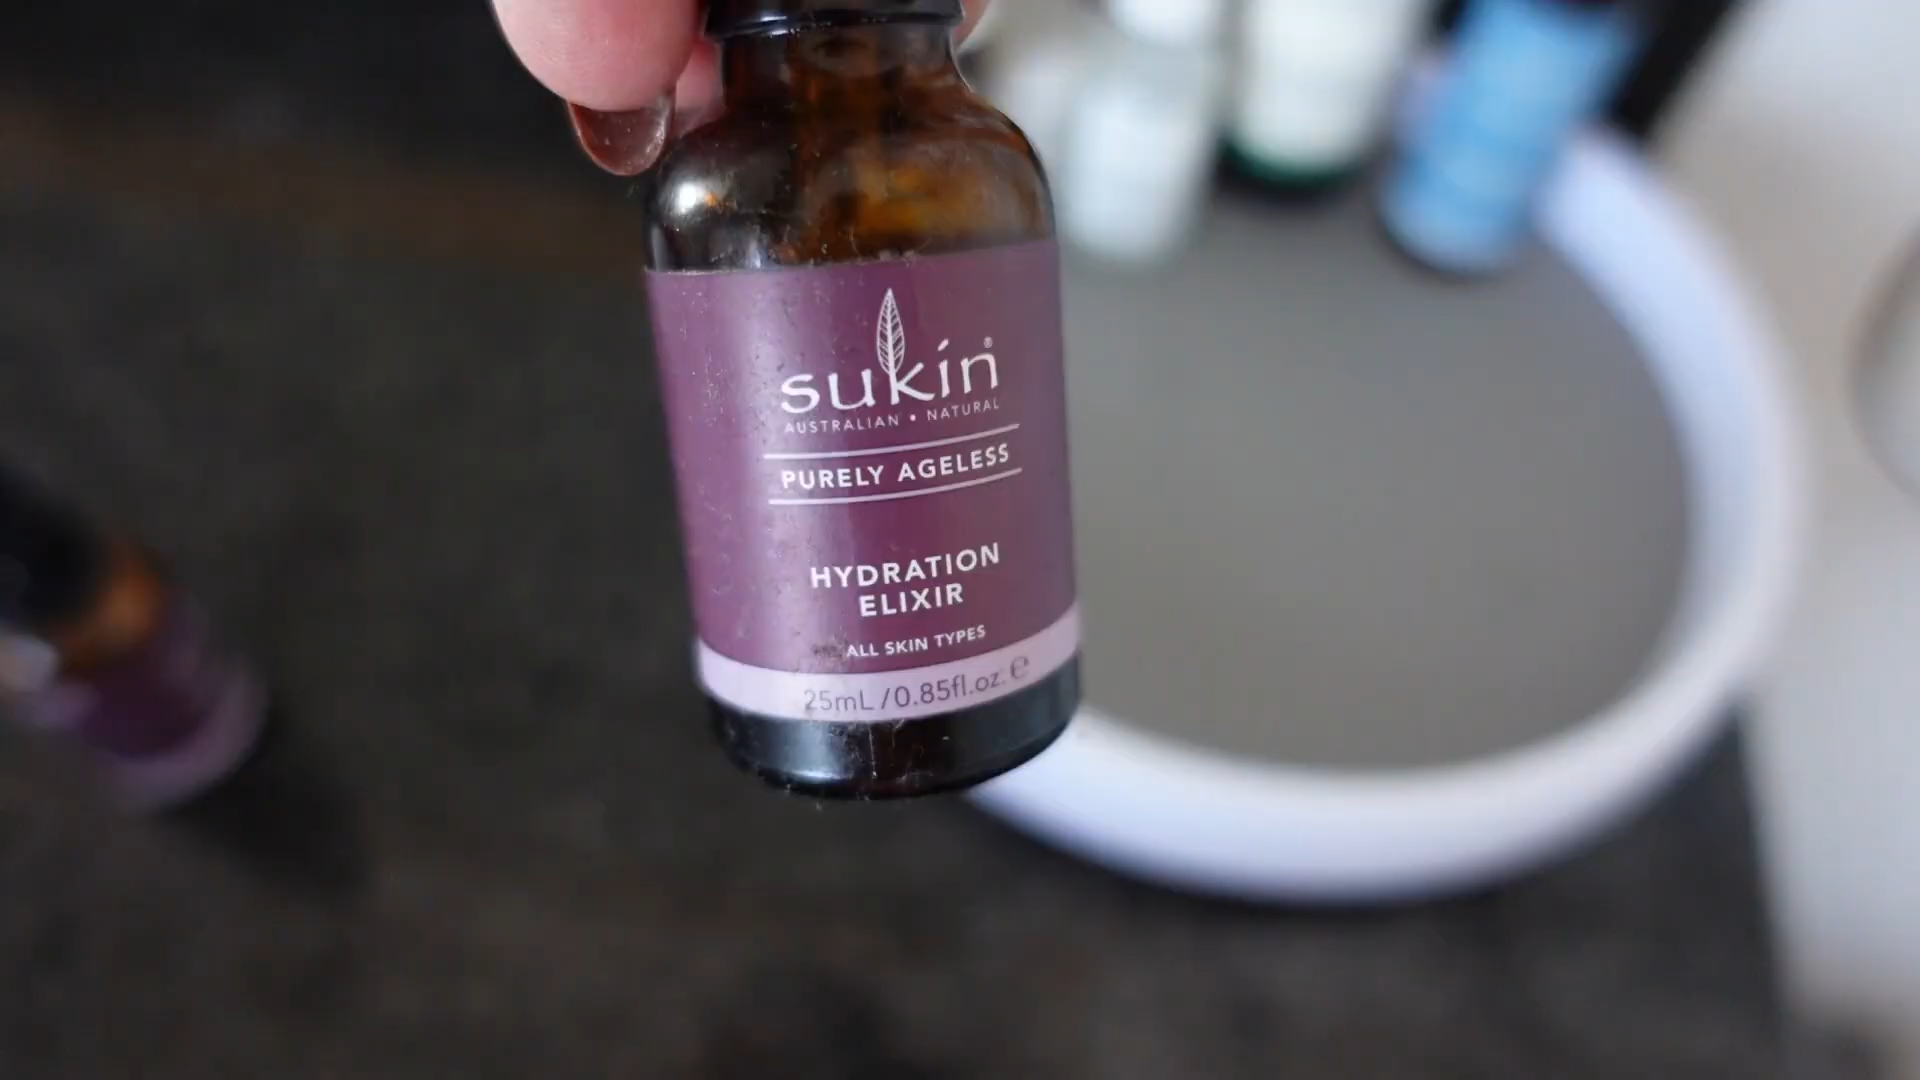 sukin®
AUSTRALIAN • NATURAL
PURELY AGELESS
HYDRATION
ELIXIR
ALL SKIN TYPES
25mL/0.85fl.oz. ℮